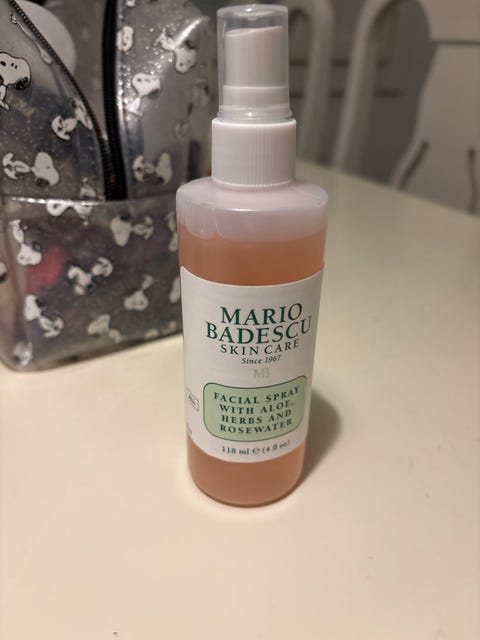 MARIO
BADESCU
SKIN CARE
Since 1967
MB
FACIAL SPRAY
WITH ALOE,
HERBS AND
ROSEWATER
118 ml ℮ (4 fl oz)